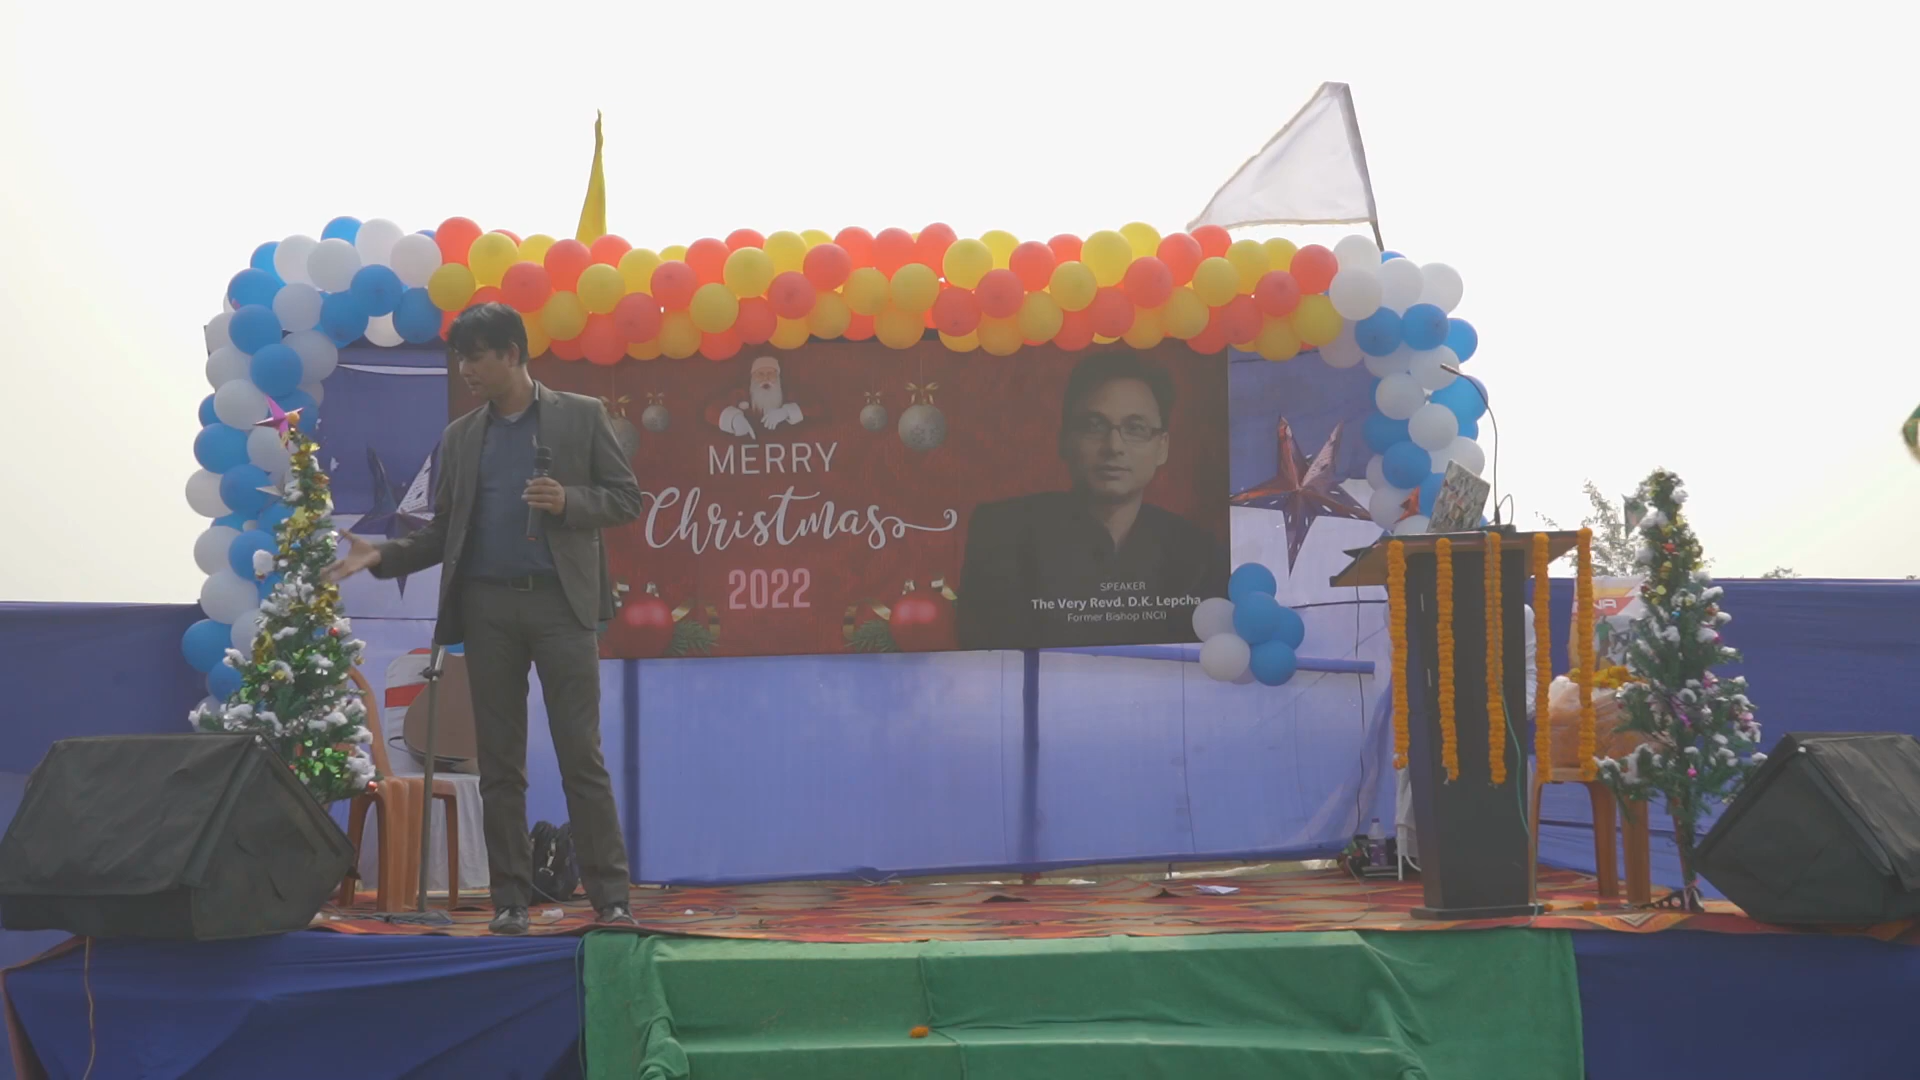 MERRY
Christmas
2022
SPEAKER
The Very Revd. D.K. Lepcha
Former Bishop (NCI)